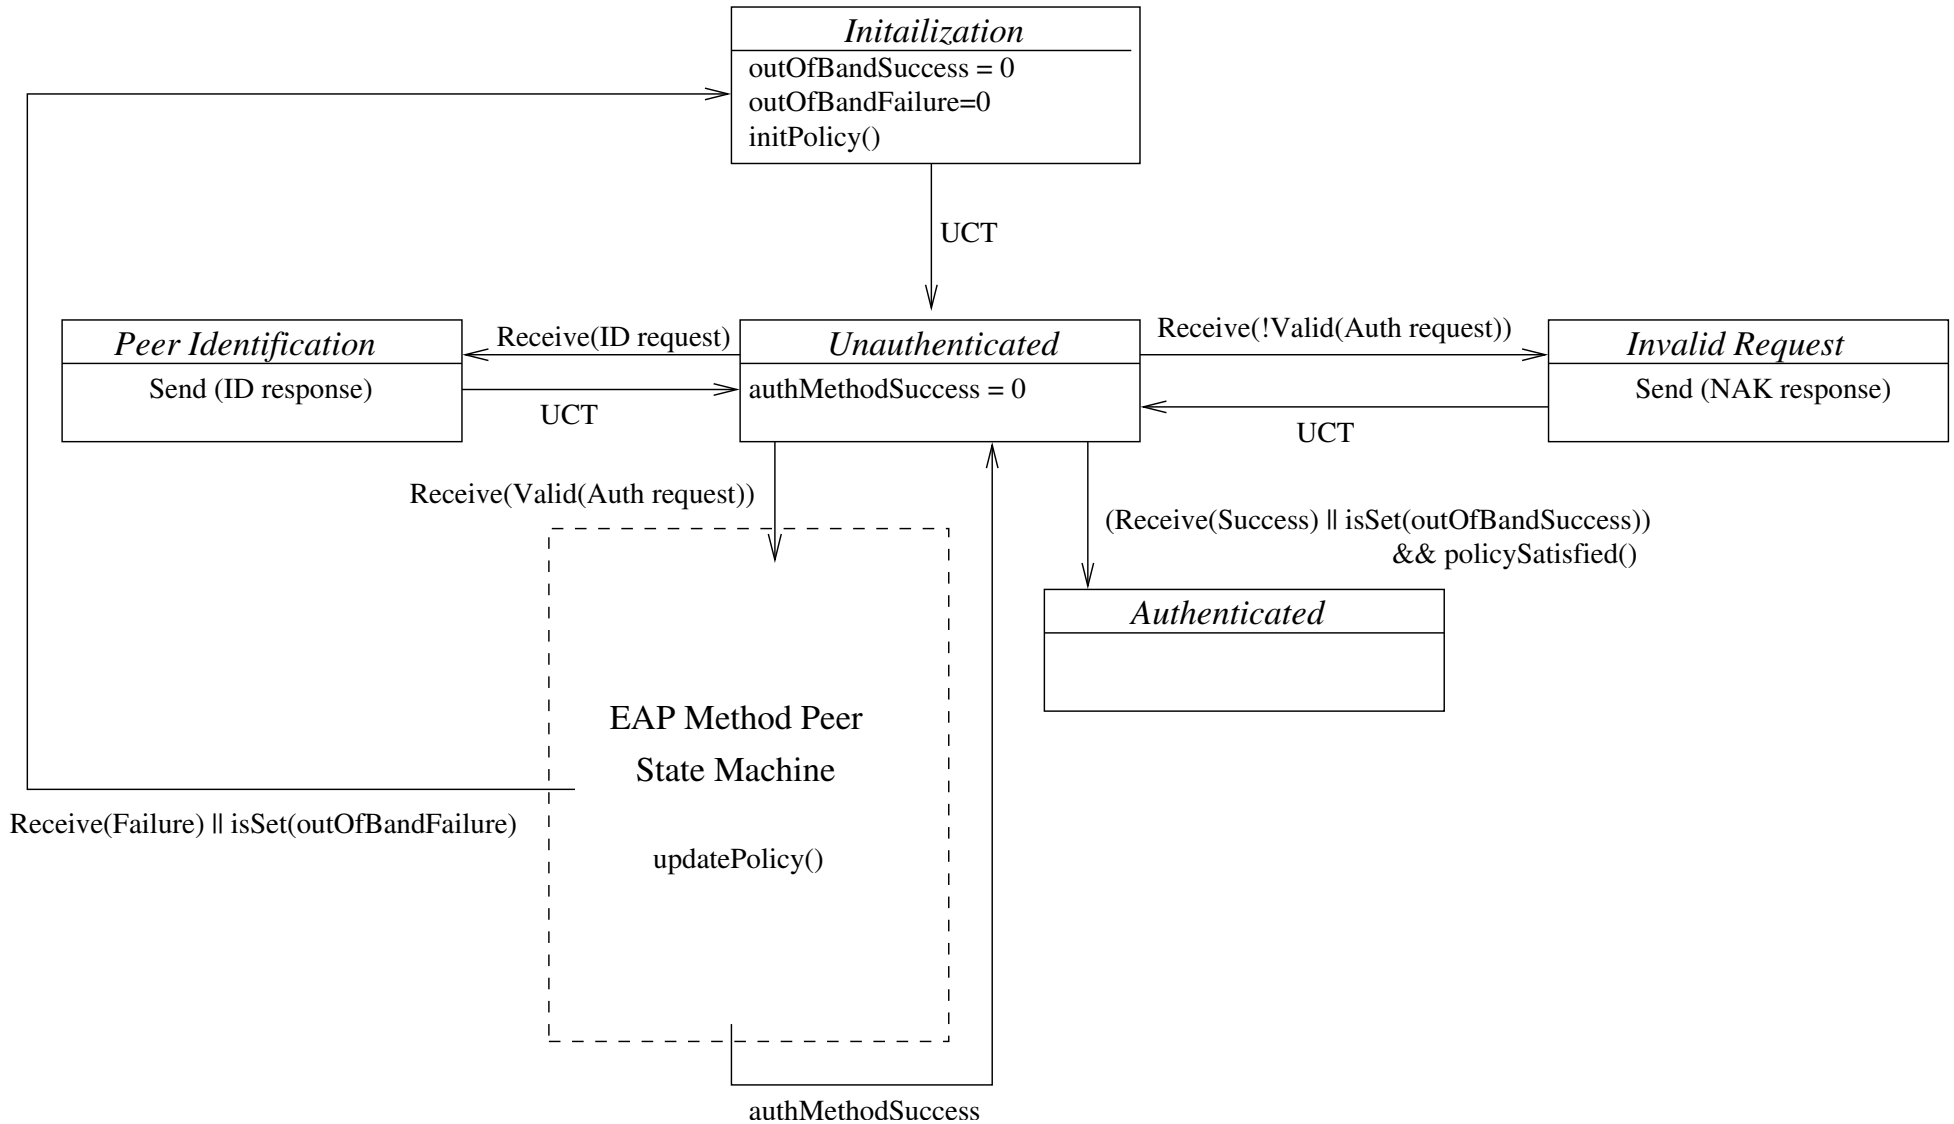 Initailization
outOfBandSuccess = 0
outOfBandFailure=0
initPolicy()
UCT
Peer Identification
Send (ID response)
Receive(ID request)
UCT
Unauthenticated
authMethodSuccess = 0
Receive(!Valid(Auth request))
UCT
Invalid Request
Send (NAK response)
Receive(Valid(Auth request))
(Receive(Success) || isSet(outOfBandSuccess))
&& policySatisfied()
Authenticated
EAP Method Peer
State Machine
updatePolicy()
Receive(Failure) || isSet(outOfBandFailure)
authMethodSuccess